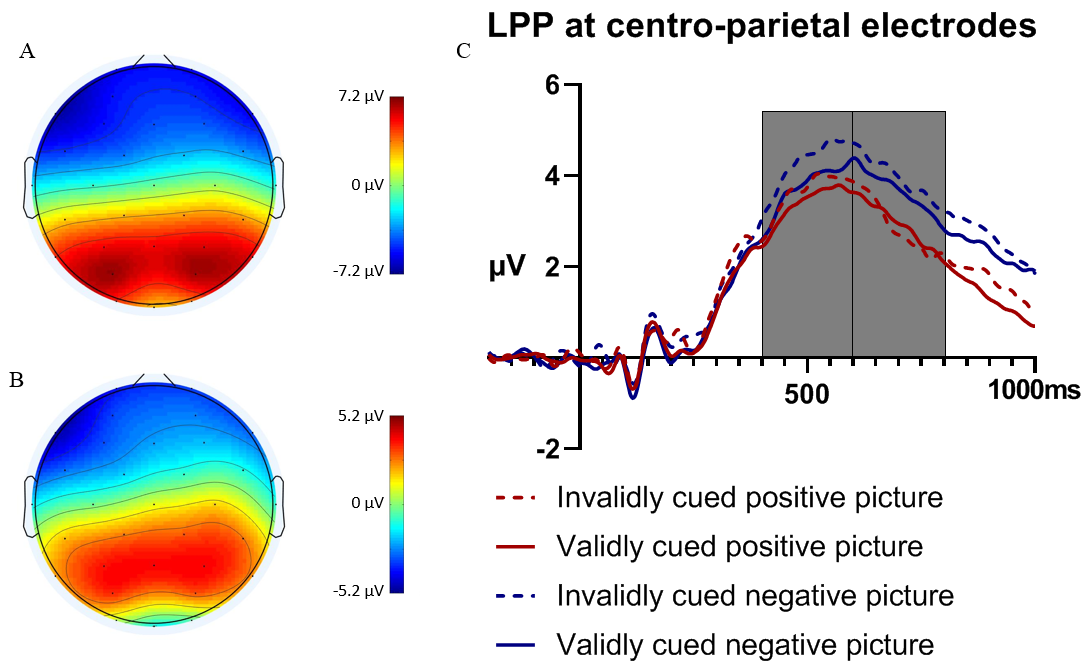 LPP at centro-parietal electrodes
A
7.2 µV
0 µV
-7.2 µV
B
5.2 µV
0 µV
-5.2 µV
C
6
4
µV
2
-2
500
1000ms
Invalidly cued positive picture
Validly cued positive picture
Invalidly cued negative picture
Validly cued negative picture